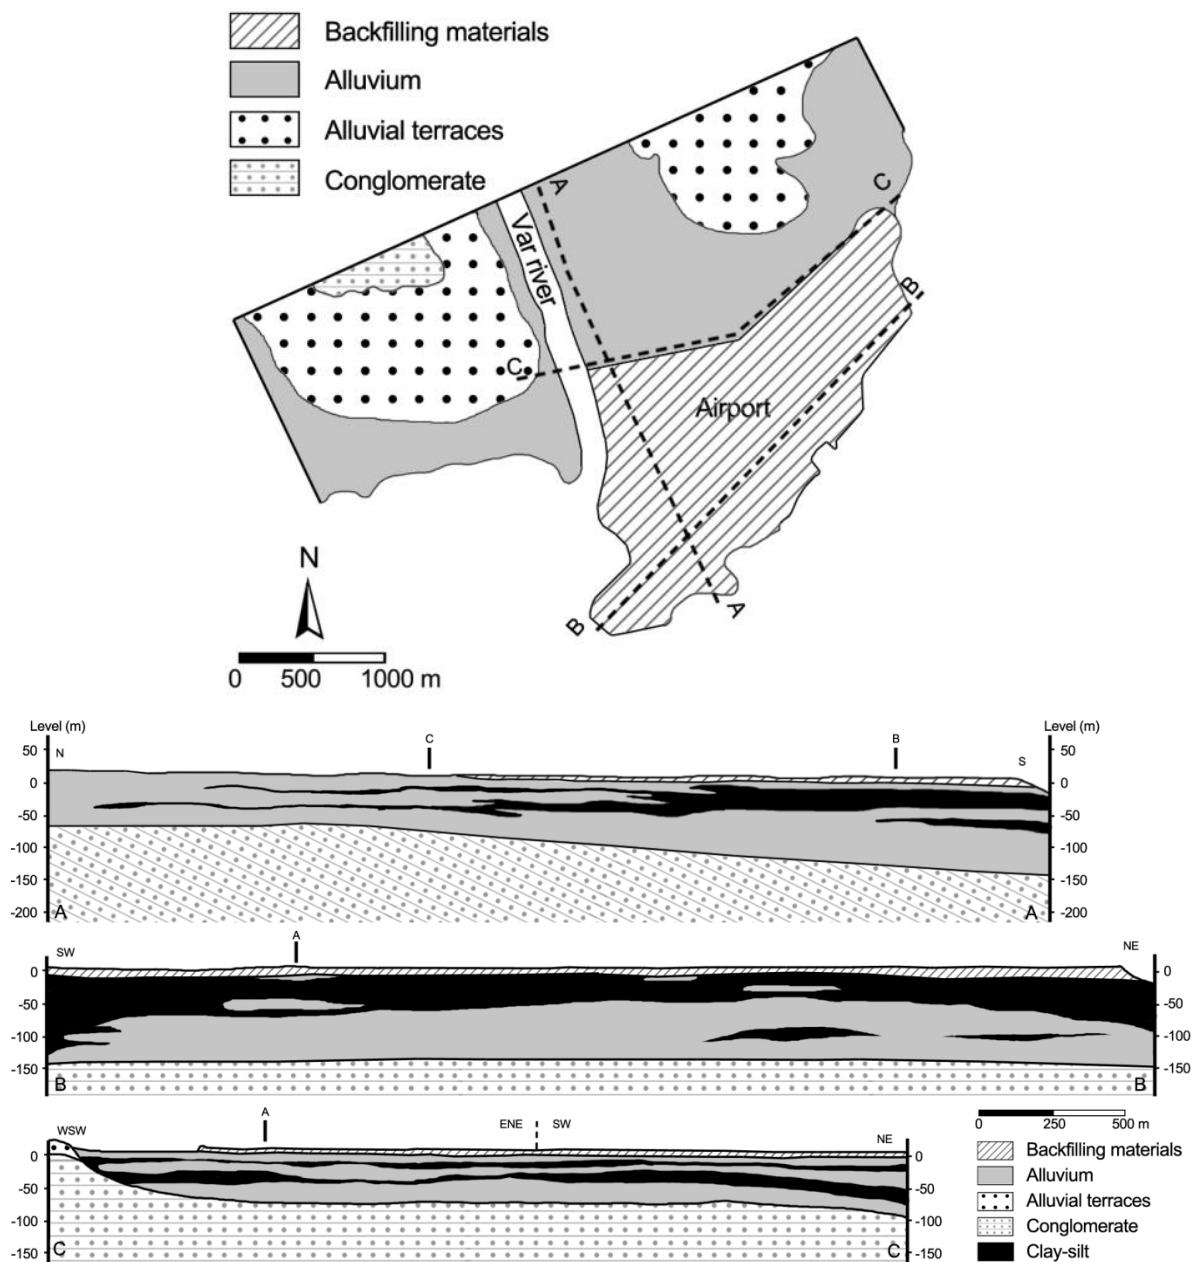 Backfilling materials
Alluvium
Alluvial terraces
Conglomerate
A
C
Var river
B
C
Airport
N
B
A
0 500 1000 m
Level (m) Level (m)
C B
50 N S 50
0 0
-50 -50
-100 -100
-150 -150
-200 A A -200
A
SW NE
0 0
-50 -50
-100 -100
-150 B B -150
A ENE SW
WSW NE
0 0
-50 -50
-100 -100
-150 C C -150
0 250 500 m
Backfilling materials
Alluvium
Alluvial terraces
Conglomerate
Clay-silt